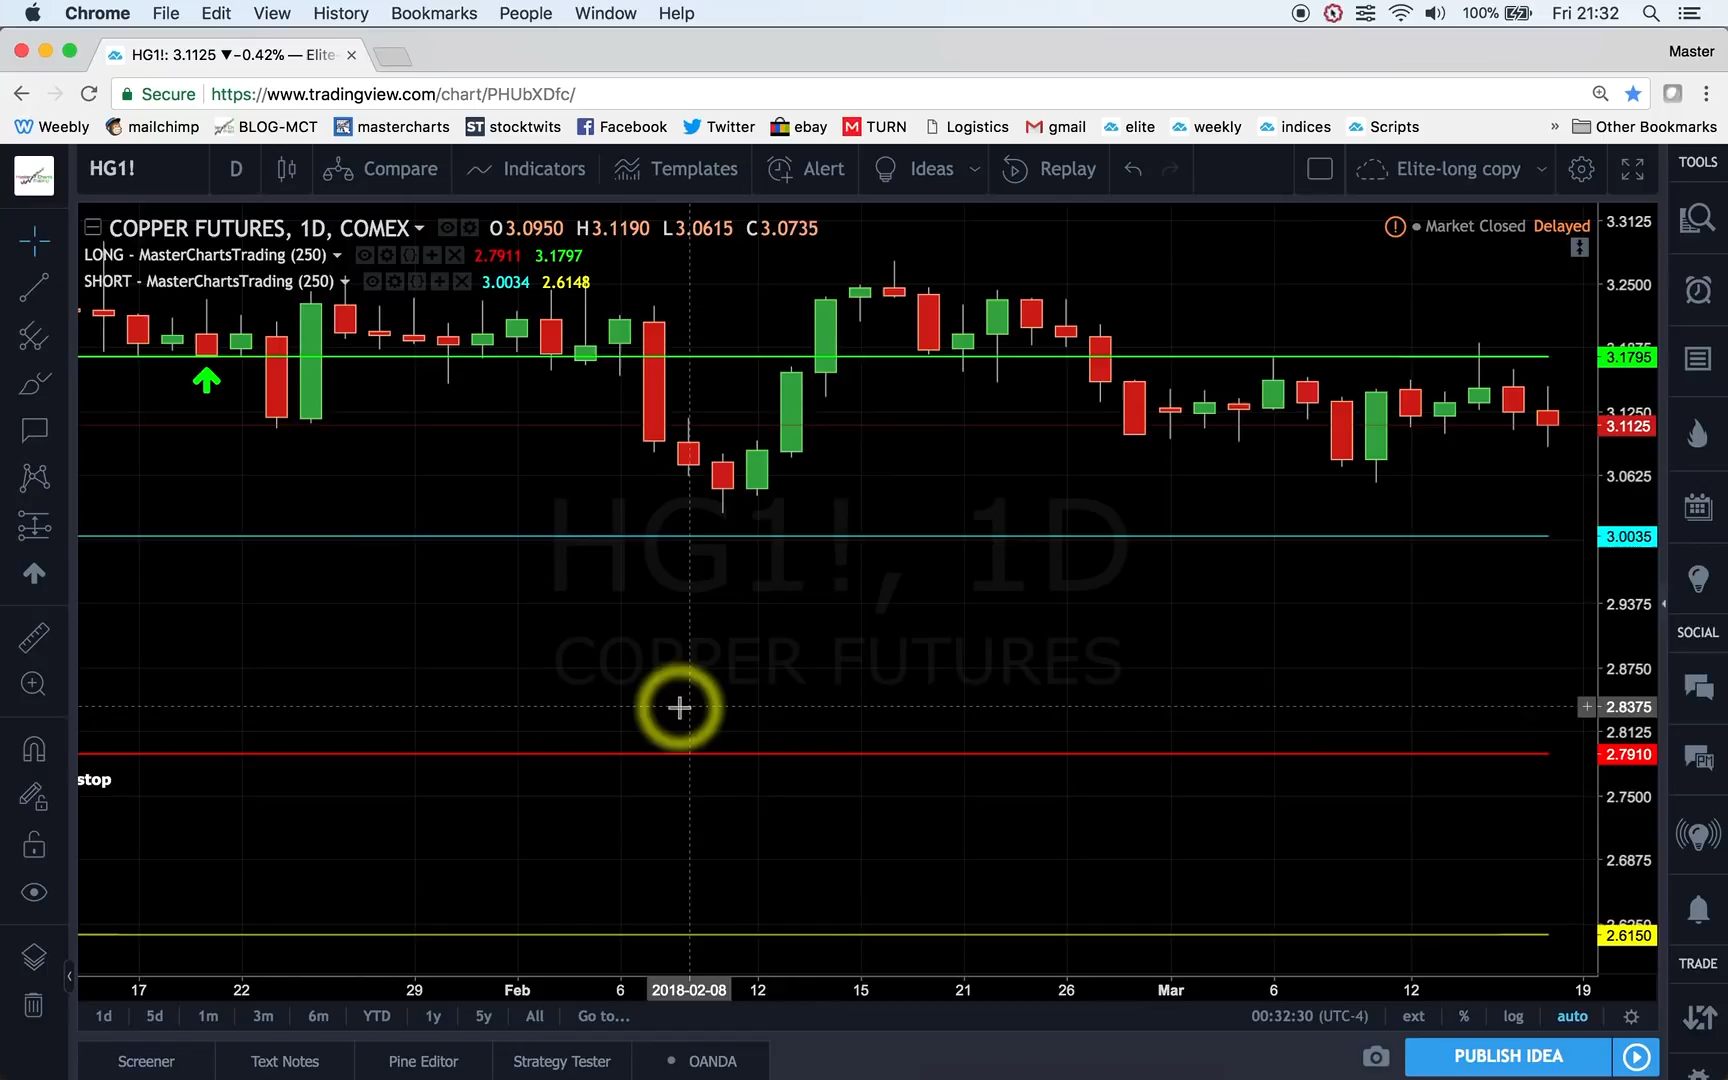 Chrome File Edit View History Bookmarks People Window Help 100% Fri 21:32
HG1!: 3.1125 ▼−0.42% — Elite- Master
Secure https://www.tradingview.com/chart/PHUbXDfc/
Weebly mailchimp BLOG-MCT mastercharts ST stocktwits Facebook Twitter ebay TURN Logistics gmail elite weekly indices Scripts » Other Bookmarks
HG1! D Compare Indicators Templates Alert Ideas Replay Elite-long copy TOOLS
COPPER FUTURES, 1D, COMEX O3.0950 H3.1190 L3.0615 C3.0735 Market Closed Delayed
LONG - MasterChartsTrading (250) 2.7911 3.1797
SHORT - MasterChartsTrading (250) 3.0034 2.6148
3.3125
3.2500
3.1795
3.1250
3.1125
3.0625
3.0035
2.9375
2.8750
2.8375
2.8125
2.7910
2.7500
2.6875
2.6150
HG1!, 1D
COPPER FUTURES
stop
SOCIAL
TRADE
17 22 29 Feb 6 2018-02-08 12 15 21 26 Mar 6 12 19
1d 5d 1m 3m 6m YTD 1y 5y All Go to... 00:32:30 (UTC-4) ext % log auto
Screener Text Notes Pine Editor Strategy Tester OANDA PUBLISH IDEA